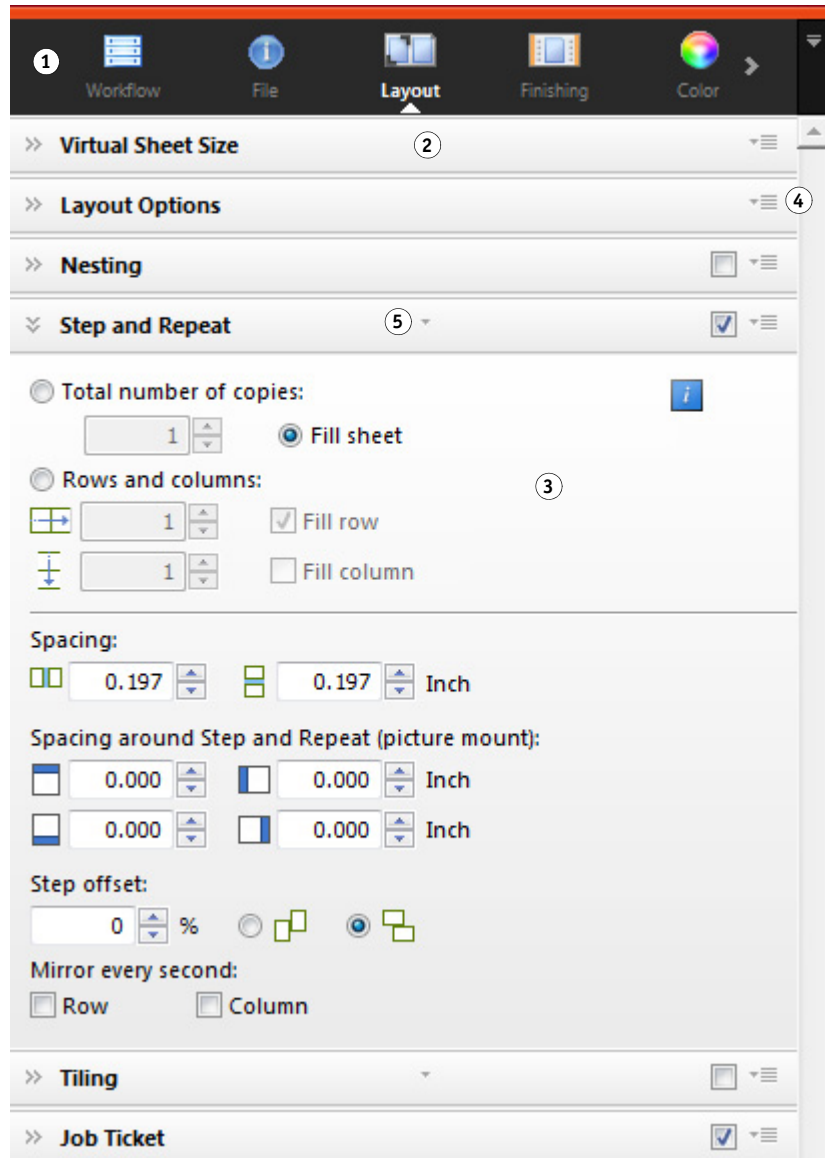 1 Workflow File Layout Finishing Color
Virtual Sheet Size 2
Layout Options 4
Nesting
Step and Repeat 5
Total number of copies: i
1 Fill sheet
Rows and columns: 3
1 Fill row
1 Fill column
Spacing:
0.197 0.197 Inch
Spacing around Step and Repeat (picture mount):
0.000 0.000 Inch
0.000 0.000 Inch
Step offset:
0 %
Mirror every second:
Row Column
Tiling
Job Ticket